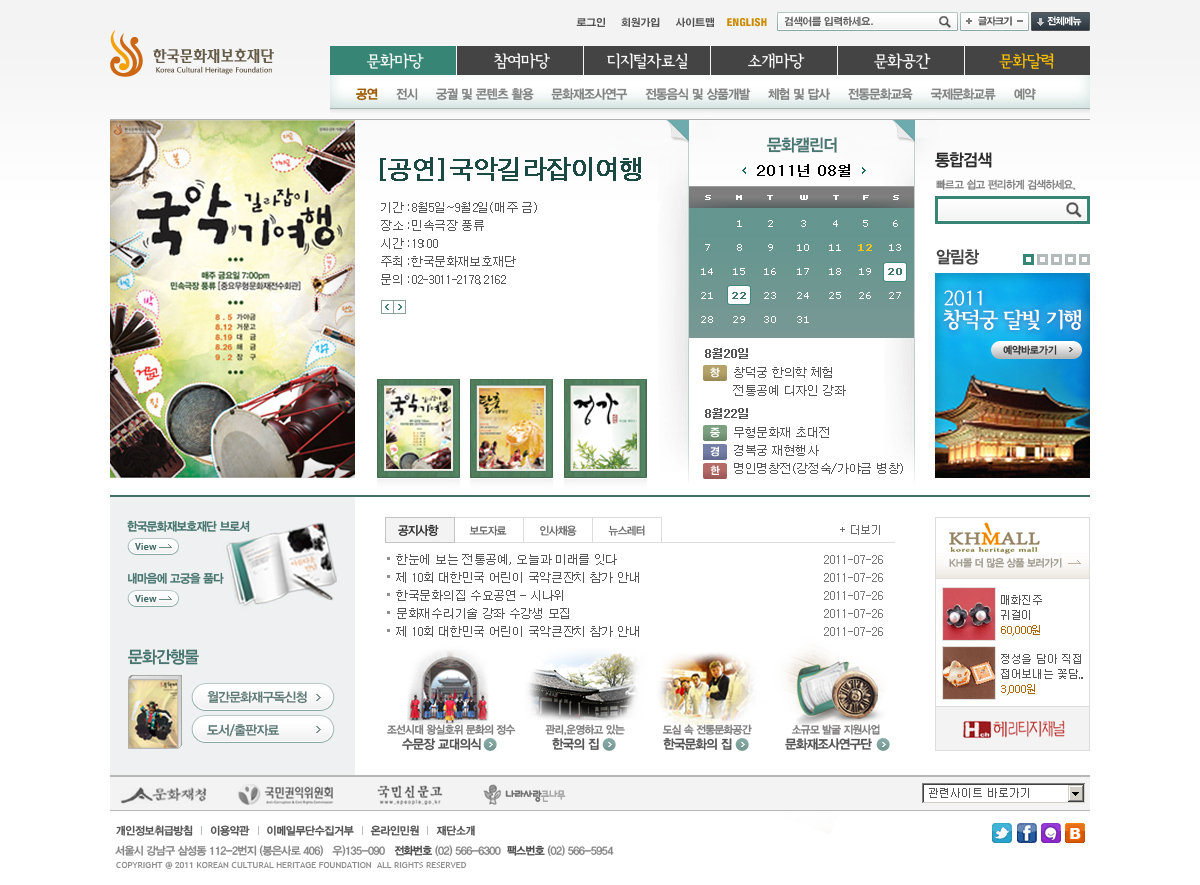 로그인 회원가입 사이트맵 ENGLISH 검색어를 입력하세요. + 글자크기 − 전체메뉴
한국문화재보호재단
Korea Cultural Heritage Foundation
문화마당 참여마당 디지털자료실 소개마당 문화공간 문화달력
공연 전시 궁궐 및 콘텐츠 활용 문화재조사연구 전통음식 및 상품개발 체험 및 답사 전통문화교육 국제문화교류 예약
국악 길라잡이
기여행
매주 금요일 7:00pm
민속극장 풍류 [중요무형문화재전수회관]
8. 5 가야금
8.12 거문고
8.19 대 금
8.26 해 금
9. 2 장 구
북
장구
거문고
징
[공연]국악길라잡이여행
기간 :8월5일~9월2일(매주 금)
장소 :민속극장 풍류
시간 :19:00
주최 :한국문화재보호재단
문의 :02-3011-2178,2162
< >
국악 길라잡이
기여행
정가
문화캘린더
< 2011년 08월 >
S M T W T F S
1 2 3 4 5 6
7 8 9 10 11 12 13
14 15 16 17 18 19 20
21 22 23 24 25 26 27
28 29 30 31
8월20일
창 창덕궁 한의학 체험
전통공예 디자인 강좌
8월22일
중 무형문화재 초대전
경 경복궁 재현행사
한 명인명창전(강정숙/가야금 병창)
통합검색
빠르고 쉽고 편리하게 검색하세요.
알림창
2011
창덕궁 달빛 기행
예약바로가기 >
한국문화재보호재단 브로셔
View
내마음에 고궁을 품다
View
문화간행물
월간문화재구독신청 >
도서/출판자료 >
공지사항 보도자료 인사채용 뉴스레터 + 더보기
한눈에 보는 전통공예, 오늘과 미래를 잇다 2011-07-26
제 10회 대한민국 어린이 국악큰잔치 참가 안내 2011-07-26
한국문화의집 수요공연 - 시나위 2011-07-26
문화재수리기술 강좌 수강생 모집 2011-07-26
제 10회 대한민국 어린이 국악큰잔치 참가 안내 2011-07-26
조선시대 왕실호위 문화의 정수
수문장 교대의식
관리,운영하고 있는
한국의 집
도심 속 전통문화공간
한국문화의 집
소규모 발굴 지원사업
문화재조사연구단
KHMALL
korea heritage mall
KH몰 더 많은 상품 보러가기
매화진주
귀걸이
60,000원
정성을 담아 직접
접어보내는 꽃담..
3,000원
Hch 헤리티지채널
문화재청
국민권익위원회
Anti-Corruption & Civil Rights Commission
국민신문고
www.epeople.go.kr
나라사랑큰나무
관련사이트 바로가기
개인정보취급방침 | 이용약관 | 이메일무단수집거부 | 온라인민원 | 재단소개
서울시 강남구 삼성동 112-2번지 (봉은사로 406) 우)135-090 전화번호 (02) 566-6300 팩스번호 (02) 566-5954
COPYRIGHT @ 2011 KOREAN CULTURAL HERITAGE FOUNDATION ALL RIGHTS RESERVED